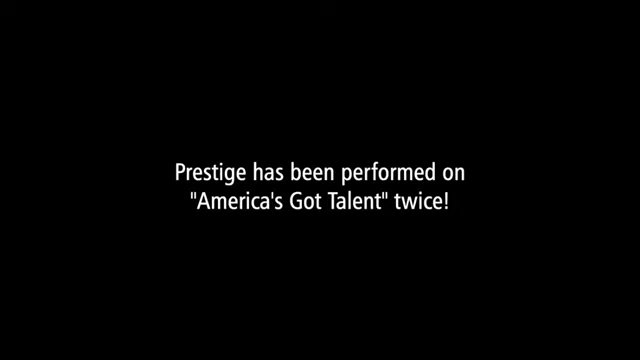 Prestige has been performed on
"America's Got Talent" twice!